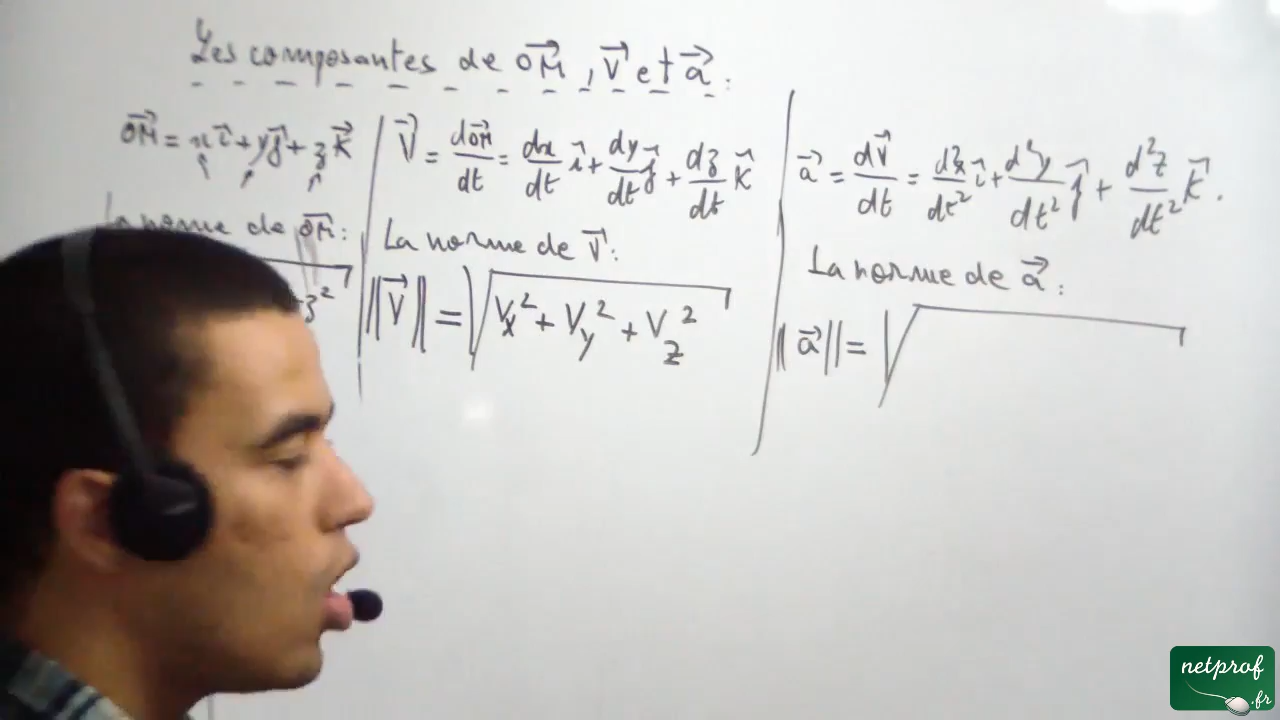 Les composantes de OM⃗, V⃗ et a⃗ :
OM⃗ = x i⃗ + y j⃗ + z k⃗
La norme de OM⃗ :
+ z²
V⃗ = dOM⃗/dt = dx/dt i⃗ + dy/dt j⃗ + dz/dt k⃗
La norme de V⃗ :
||V⃗|| = √(Vx² + Vy² + Vz²)
a⃗ = dV⃗/dt = d²x/dt² i⃗ + d²y/dt² j⃗ + d²z/dt² k⃗.
La norme de a⃗ :
||a⃗|| = √
netprof
.fr